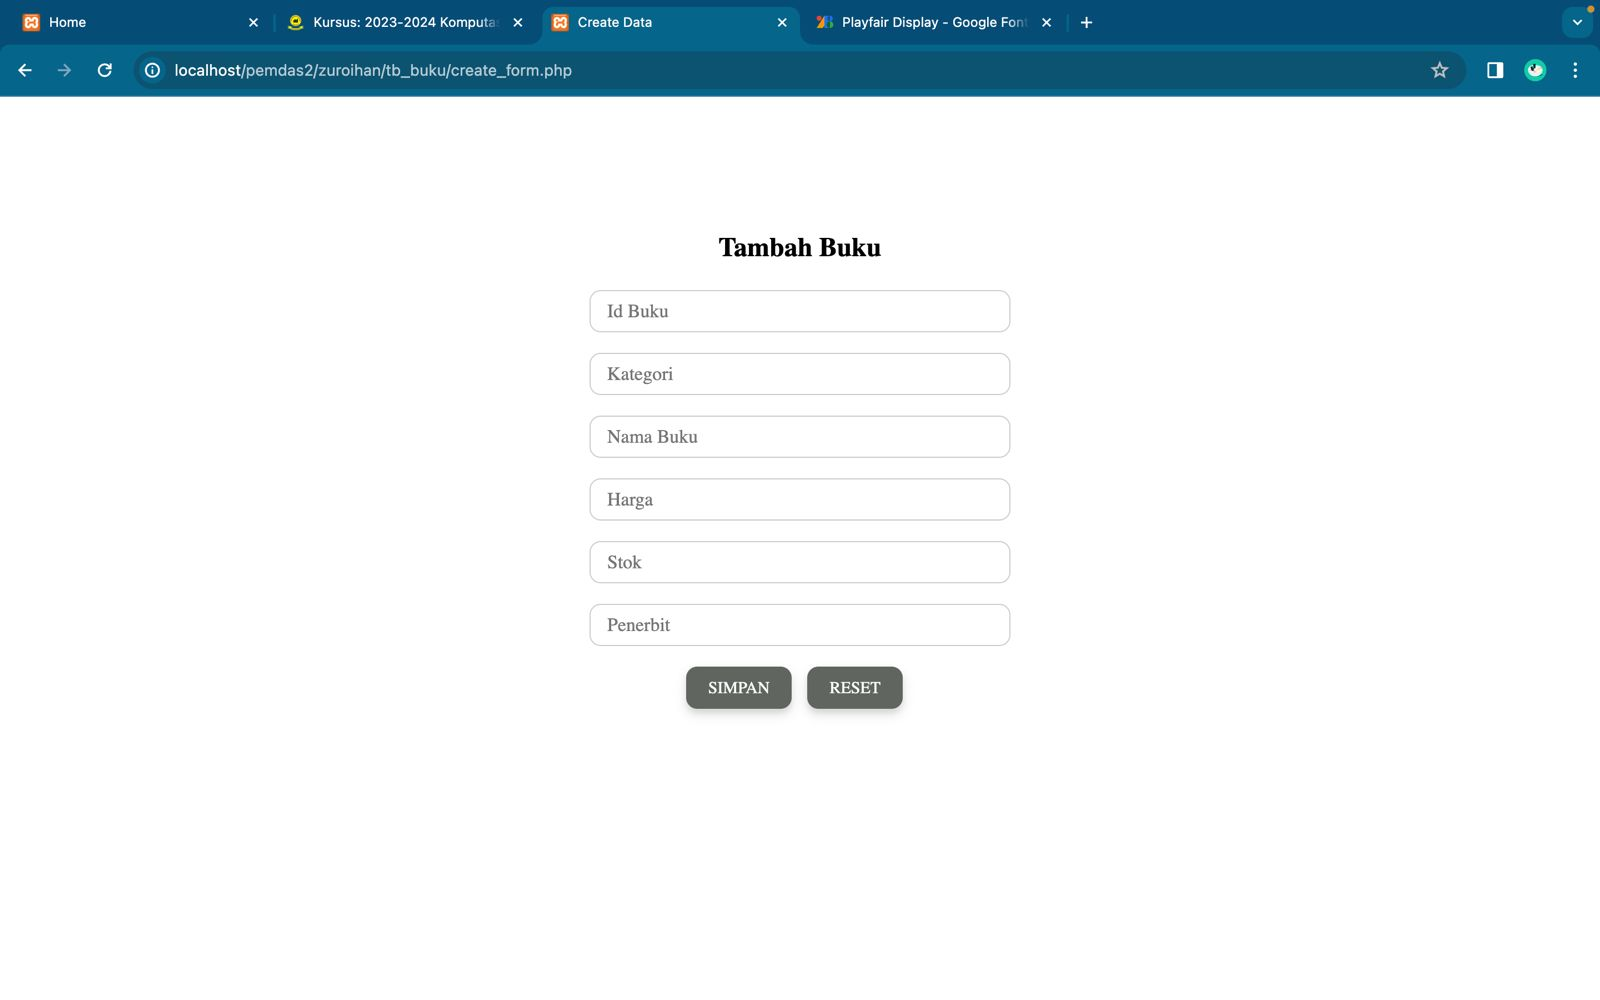 Home
Kursus: 2023-2024 Komputa
Create Data
Playfair Display - Google Font
localhost/pemdas2/zuroihan/tb_buku/create_form.php
Tambah Buku
Id Buku
Kategori
Nama Buku
Harga
Stok
Penerbit
SIMPAN RESET